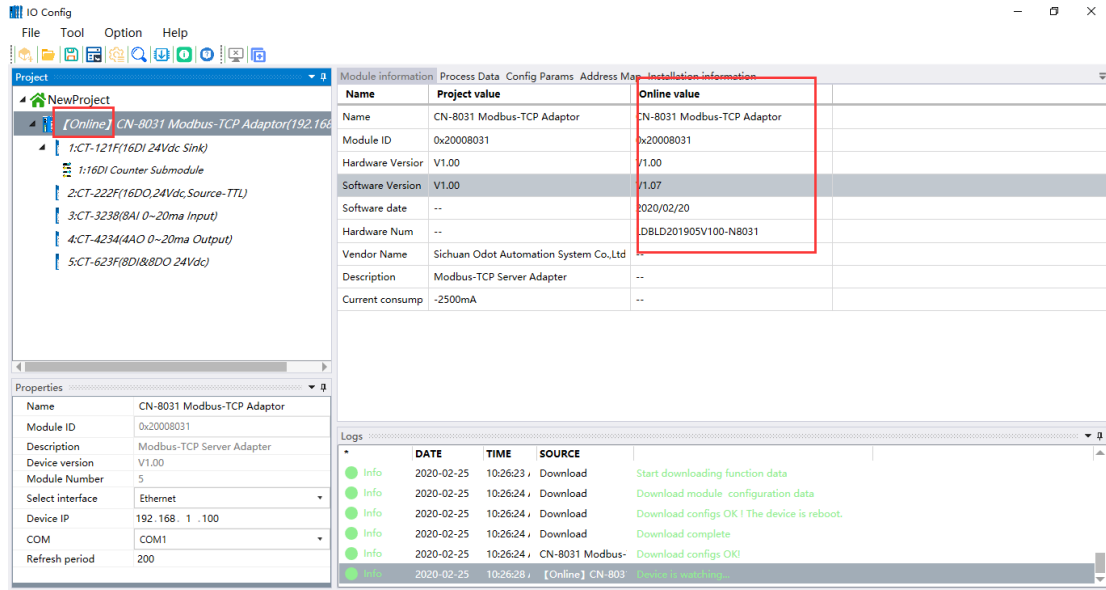 IO Config
File Tool Option Help
Project
NewProject
【Online】CN-8031 Modbus-TCP Adaptor(192.168
1:CT-121F(16DI 24Vdc Sink)
1:16DI Counter Submodule
2:CT-222F(16DO,24Vdc,Source-TTL)
3:CT-3238(8AI 0~20ma Input)
4:CT-4234(4AO 0~20ma Output)
5:CT-623F(8DI&8DO 24Vdc)
Properties
Name CN-8031 Modbus-TCP Adaptor
Module ID 0x20008031
Description Modbus-TCP Server Adapter
Device version V1.00
Module Number 5
Select interface Ethernet
Device IP 192.168. 1 .100
COM COM1
Refresh period 200
Module information Process Data Config Params Address Map Installation information
Name Project value Online value
Name CN-8031 Modbus-TCP Adaptor CN-8031 Modbus-TCP Adaptor
Module ID 0x20008031 0x20008031
Hardware Version V1.00 V1.00
Software Version V1.00 V1.07
Software date -- 2020/02/20
Hardware Num -- LDBLD201905V100-N8031
Vendor Name Sichuan Odot Automation System Co.,Ltd --
Description Modbus-TCP Server Adapter --
Current consump -2500mA --
Logs
* DATE TIME SOURCE
Info 2020-02-25 10:26:23 Download Start downloading function data
Info 2020-02-25 10:26:24 Download Download module configuration data
Info 2020-02-25 10:26:24 Download Download configs OK ! The device is reboot.
Info 2020-02-25 10:26:24 Download Download complete
Info 2020-02-25 10:26:24 CN-8031 Modbus- Download configs OK!
Info 2020-02-25 10:26:28 【Online】CN-803 Device is watching...